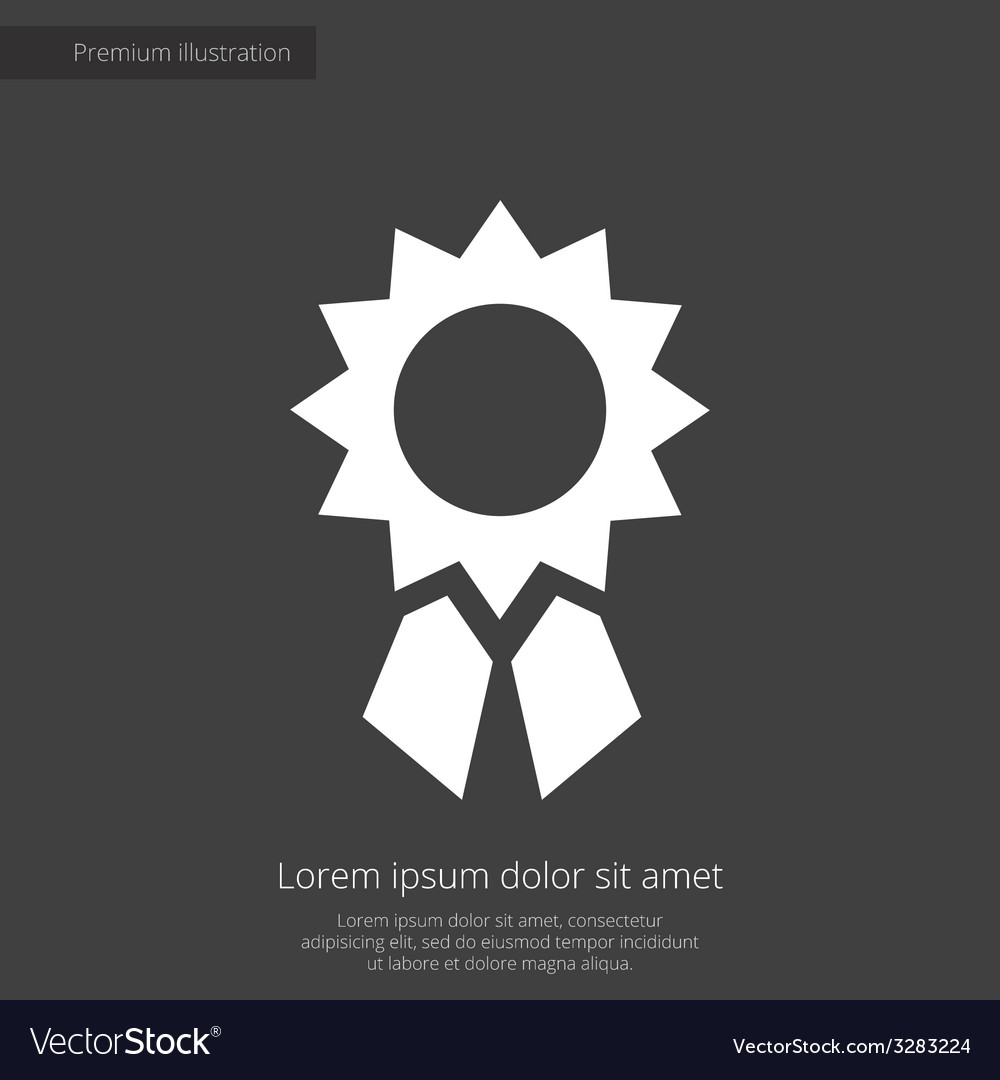 Premium illustration
Lorem ipsum dolor sit amet
Lorem ipsum dolor sit amet, consectetur
adipisicing elit, sed do eiusmod tempor incididunt
ut labore et dolore magna aliqua.
VectorStock®
VectorStock.com/3283224